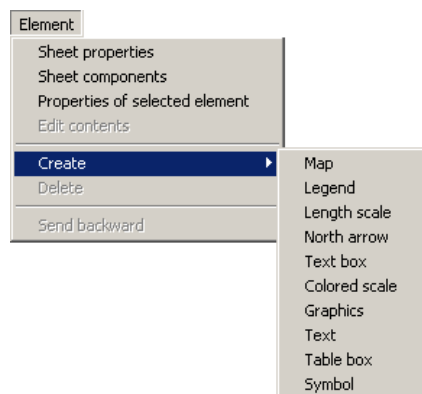 Element
Sheet properties
Sheet components
Properties of selected element
Edit contents
Create
Delete
Send backward
Map
Legend
Length scale
North arrow
Text box
Colored scale
Graphics
Text
Table box
Symbol